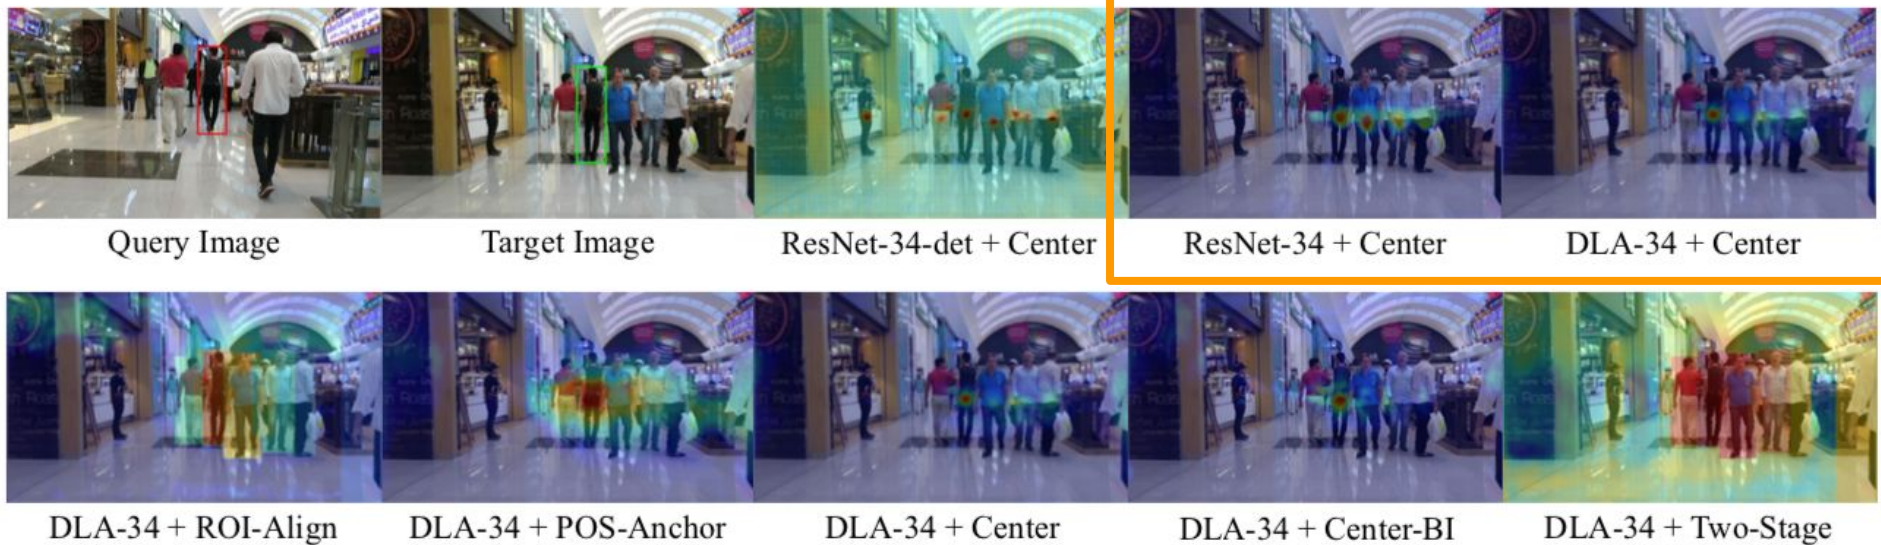 Query Image
Target Image
ResNet-34-det + Center
ResNet-34 + Center
DLA-34 + Center
DLA-34 + ROI-Align
DLA-34 + POS-Anchor
DLA-34 + Center
DLA-34 + Center-BI
DLA-34 + Two-Stage